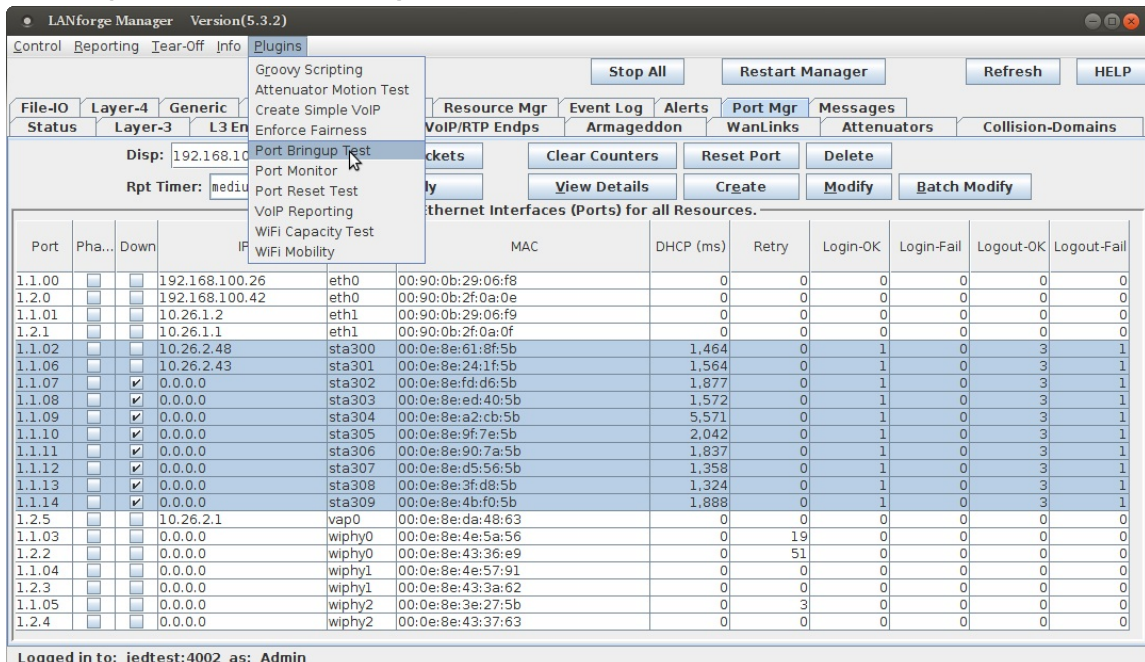 LANforge Manager Version(5.3.2)
Control Reporting Tear-Off Info Plugins
Groovy Scripting
Attenuator Motion Test
Create Simple VoIP
Enforce Fairness
Port Bringup Test
Port Monitor
Port Reset Test
VoIP Reporting
WiFi Capacity Test
WiFi Mobility
Stop All Restart Manager Refresh HELP
File-IO Layer-4 Generic Resource Mgr Event Log Alerts Port Mgr Messages
Status Layer-3 L3 En VoIP/RTP Endps Armageddon WanLinks Attenuators Collision-Domains
Disp: 192.168.10 ckets Clear Counters Reset Port Delete
Rpt Timer: mediu ly View Details Create Modify Batch Modify
Ethernet Interfaces (Ports) for all Resources.
Port Pha... Down IP MAC DHCP (ms) Retry Login-OK Login-Fail Logout-OK Logout-Fail
1.1.00 192.168.100.26 eth0 00:90:0b:29:06:f8 0 0 0 0 0 0
1.2.0 192.168.100.42 eth0 00:90:0b:2f:0a:0e 0 0 0 0 0 0
1.1.01 10.26.1.2 eth1 00:90:0b:29:06:f9 0 0 0 0 0 0
1.2.1 10.26.1.1 eth1 00:90:0b:2f:0a:0f 0 0 0 0 0 0
1.1.02 10.26.2.48 sta300 00:0e:8e:61:8f:5b 1,464 0 1 0 3 1
1.1.06 10.26.2.43 sta301 00:0e:8e:24:1f:5b 1,564 0 1 0 3 1
1.1.07 0.0.0.0 sta302 00:0e:8e:fd:d6:5b 1,877 0 1 0 3 1
1.1.08 0.0.0.0 sta303 00:0e:8e:ed:40:5b 1,572 0 1 0 3 1
1.1.09 0.0.0.0 sta304 00:0e:8e:a2:cb:5b 5,571 0 1 0 3 1
1.1.10 0.0.0.0 sta305 00:0e:8e:9f:7e:5b 2,042 0 1 0 3 1
1.1.11 0.0.0.0 sta306 00:0e:8e:90:7a:5b 1,837 0 1 0 3 1
1.1.12 0.0.0.0 sta307 00:0e:8e:d5:56:5b 1,358 0 1 0 3 1
1.1.13 0.0.0.0 sta308 00:0e:8e:3f:d8:5b 1,324 0 1 0 3 1
1.1.14 0.0.0.0 sta309 00:0e:8e:4b:f0:5b 1,888 0 1 0 3 1
1.2.5 10.26.2.1 vap0 00:0e:8e:da:48:63 0 0 0 0 0 0
1.1.03 0.0.0.0 wiphy0 00:0e:8e:4e:5a:56 0 19 0 0 0 0
1.2.2 0.0.0.0 wiphy0 00:0e:8e:43:36:e9 0 51 0 0 0 0
1.1.04 0.0.0.0 wiphy1 00:0e:8e:4e:57:91 0 0 0 0 0 0
1.2.3 0.0.0.0 wiphy1 00:0e:8e:43:3a:62 0 0 0 0 0 0
1.1.05 0.0.0.0 wiphy2 00:0e:8e:3e:27:5b 0 3 0 0 0 0
1.2.4 0.0.0.0 wiphy2 00:0e:8e:43:37:63 0 0 0 0 0 0
Logged in to: jedtest:4002 as: Admin